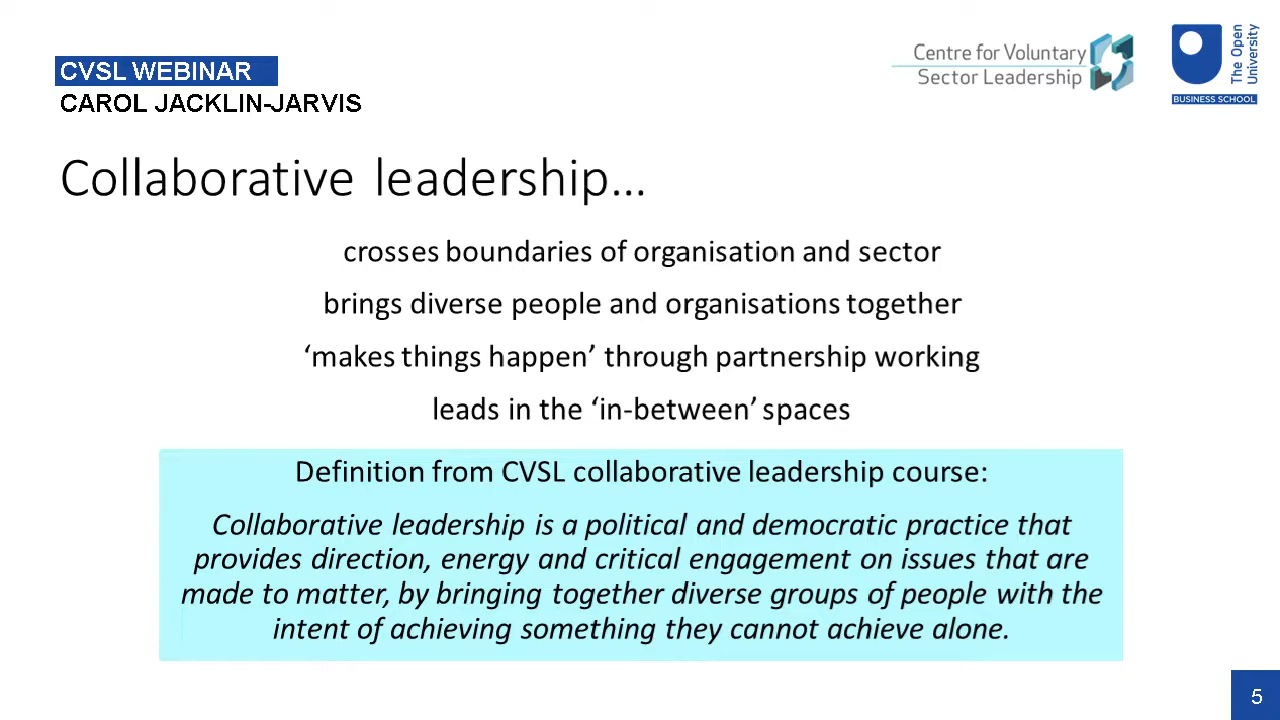 CVSL WEBINAR
CAROL JACKLIN-JARVIS
Centre for Voluntary
Sector Leadership
The Open
University
BUSINESS SCHOOL
Collaborative leadership…
crosses boundaries of organisation and sector
brings diverse people and organisations together
‘makes things happen’ through partnership working
leads in the ‘in-between’ spaces
Definition from CVSL collaborative leadership course:
Collaborative leadership is a political and democratic practice that
provides direction, energy and critical engagement on issues that are
made to matter, by bringing together diverse groups of people with the
intent of achieving something they cannot achieve alone.
5